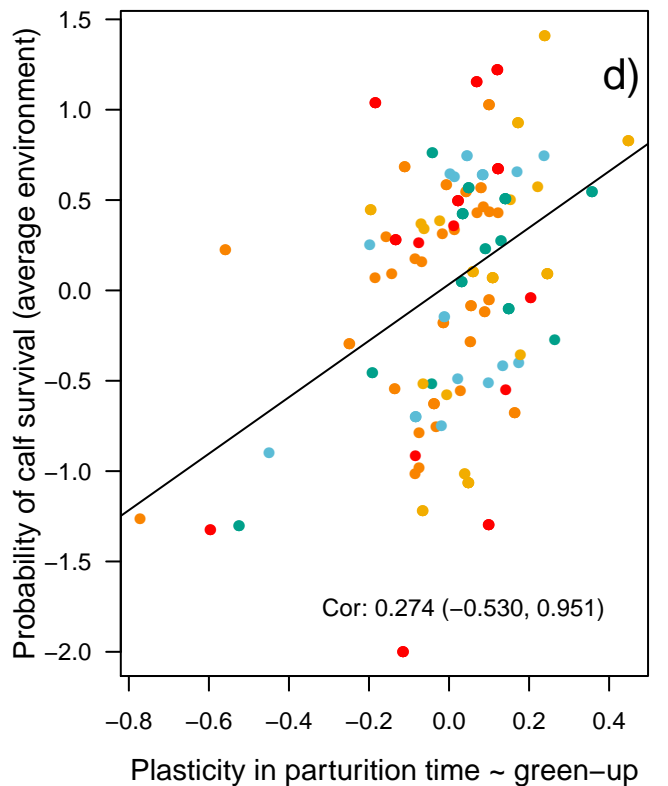 Probability of calf survival (average environment)
1.5
1.0
0.5
0.0
−0.5
−1.0
−1.5
−2.0
d)
Cor: 0.274 (−0.530, 0.951)
−0.8 −0.6 −0.4 −0.2 0.0 0.2 0.4
Plasticity in parturition time ~ green−up